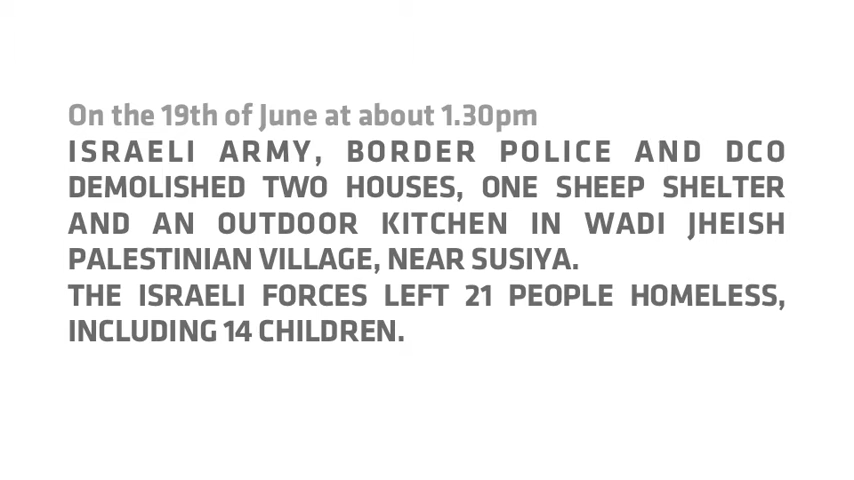 On the 19th of June at about 1.30pm
ISRAELI ARMY, BORDER POLICE AND DCO
DEMOLISHED TWO HOUSES, ONE SHEEP SHELTER
AND AN OUTDOOR KITCHEN IN WADI JHEISH
PALESTINIAN VILLAGE, NEAR SUSIYA.
THE ISRAELI FORCES LEFT 21 PEOPLE HOMELESS,
INCLUDING 14 CHILDREN.